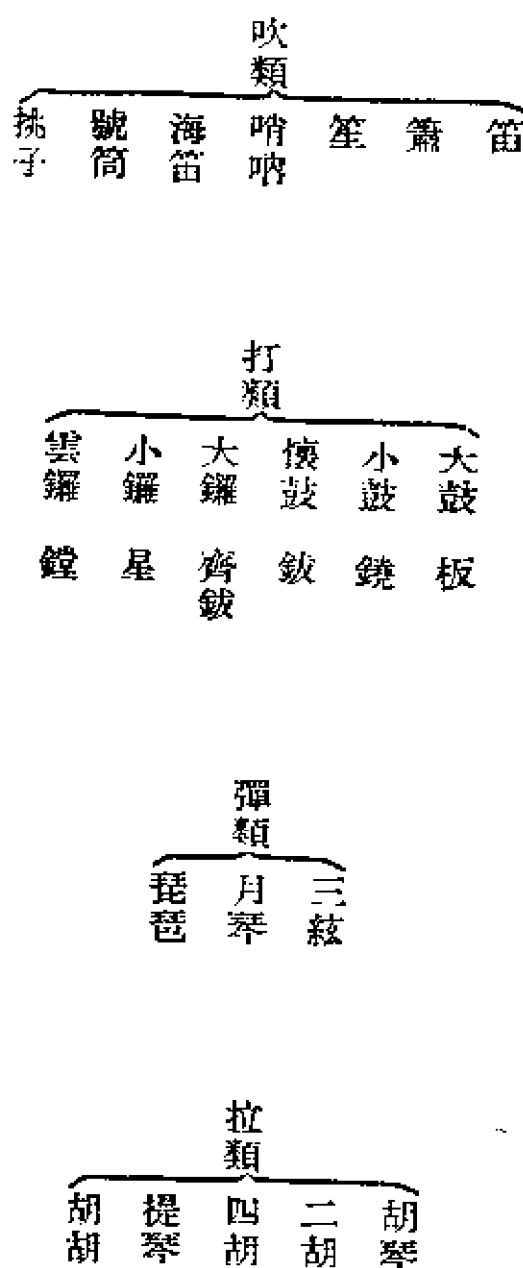 吹類
笛
簫
笙
哨吶
海笛
號筒
挑子
打類
大鼓
小鼓
懷鼓
大鑼
小鑼
雲鑼
板
鐃
鈸
齊鈸
星
鏜
彈類
三絃
月琴
琵琶
拉類
胡琴
二胡
四胡
提琴
胡胡